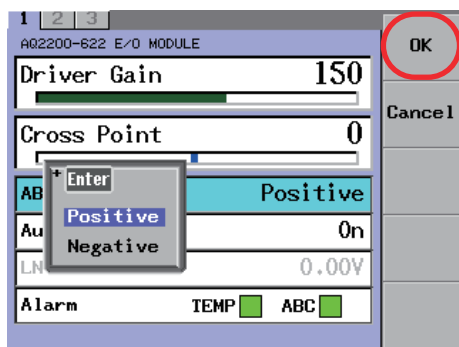 1 2 3
AQ2200-622 E/O MODULE
OK
Driver Gain 150
Cancel
Cross Point 0
Enter
AB Positive
Positive
Au On
Negative
LN 0.00V
Alarm TEMP ABC